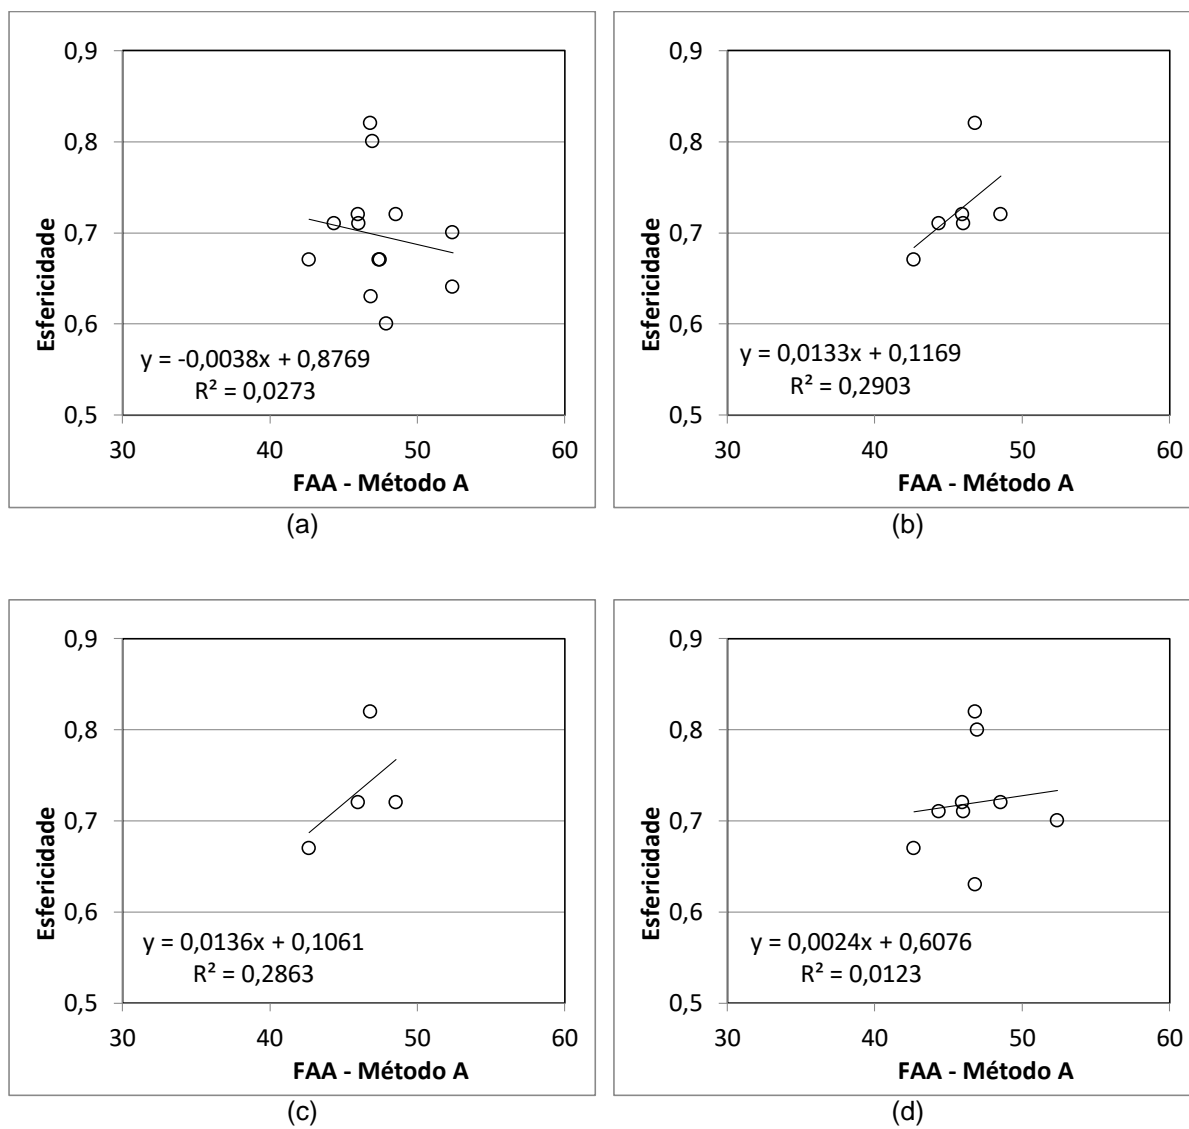 0,9
0,8
0,7
0,6
0,5
Esfericidade
y = -0,0038x + 0,8769
R² = 0,0273
30 40 50 60
FAA - Método A
(a)
0,9
0,8
0,7
0,6
0,5
Esfericidade
y = 0,0133x + 0,1169
R² = 0,2903
30 40 50 60
FAA - Método A
(b)
0,9
0,8
0,7
0,6
0,5
Esfericidade
y = 0,0136x + 0,1061
R² = 0,2863
30 40 50 60
FAA - Método A
(c)
0,9
0,8
0,7
0,6
0,5
Esfericidade
y = 0,0024x + 0,6076
R² = 0,0123
30 40 50 60
FAA - Método A
(d)